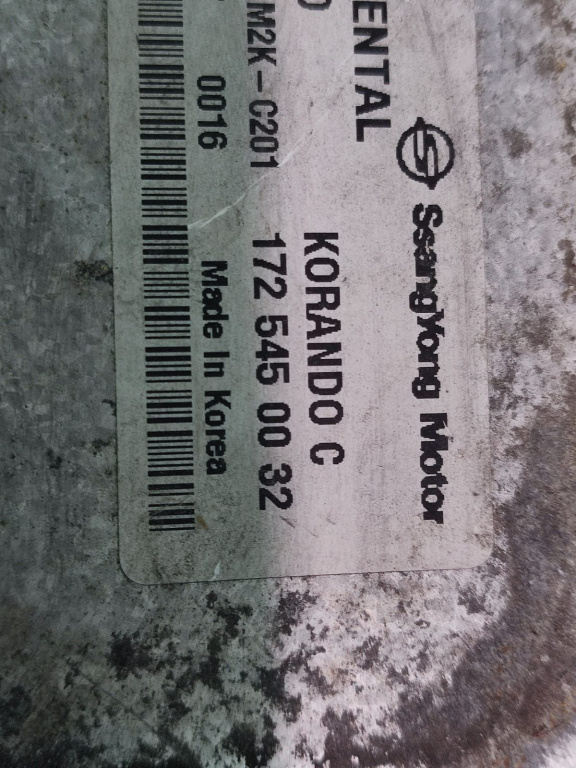 SsangYong Motor
ENTAL
KORANDO C
M2K-C201 172 545 00 32
0016 Made In Korea